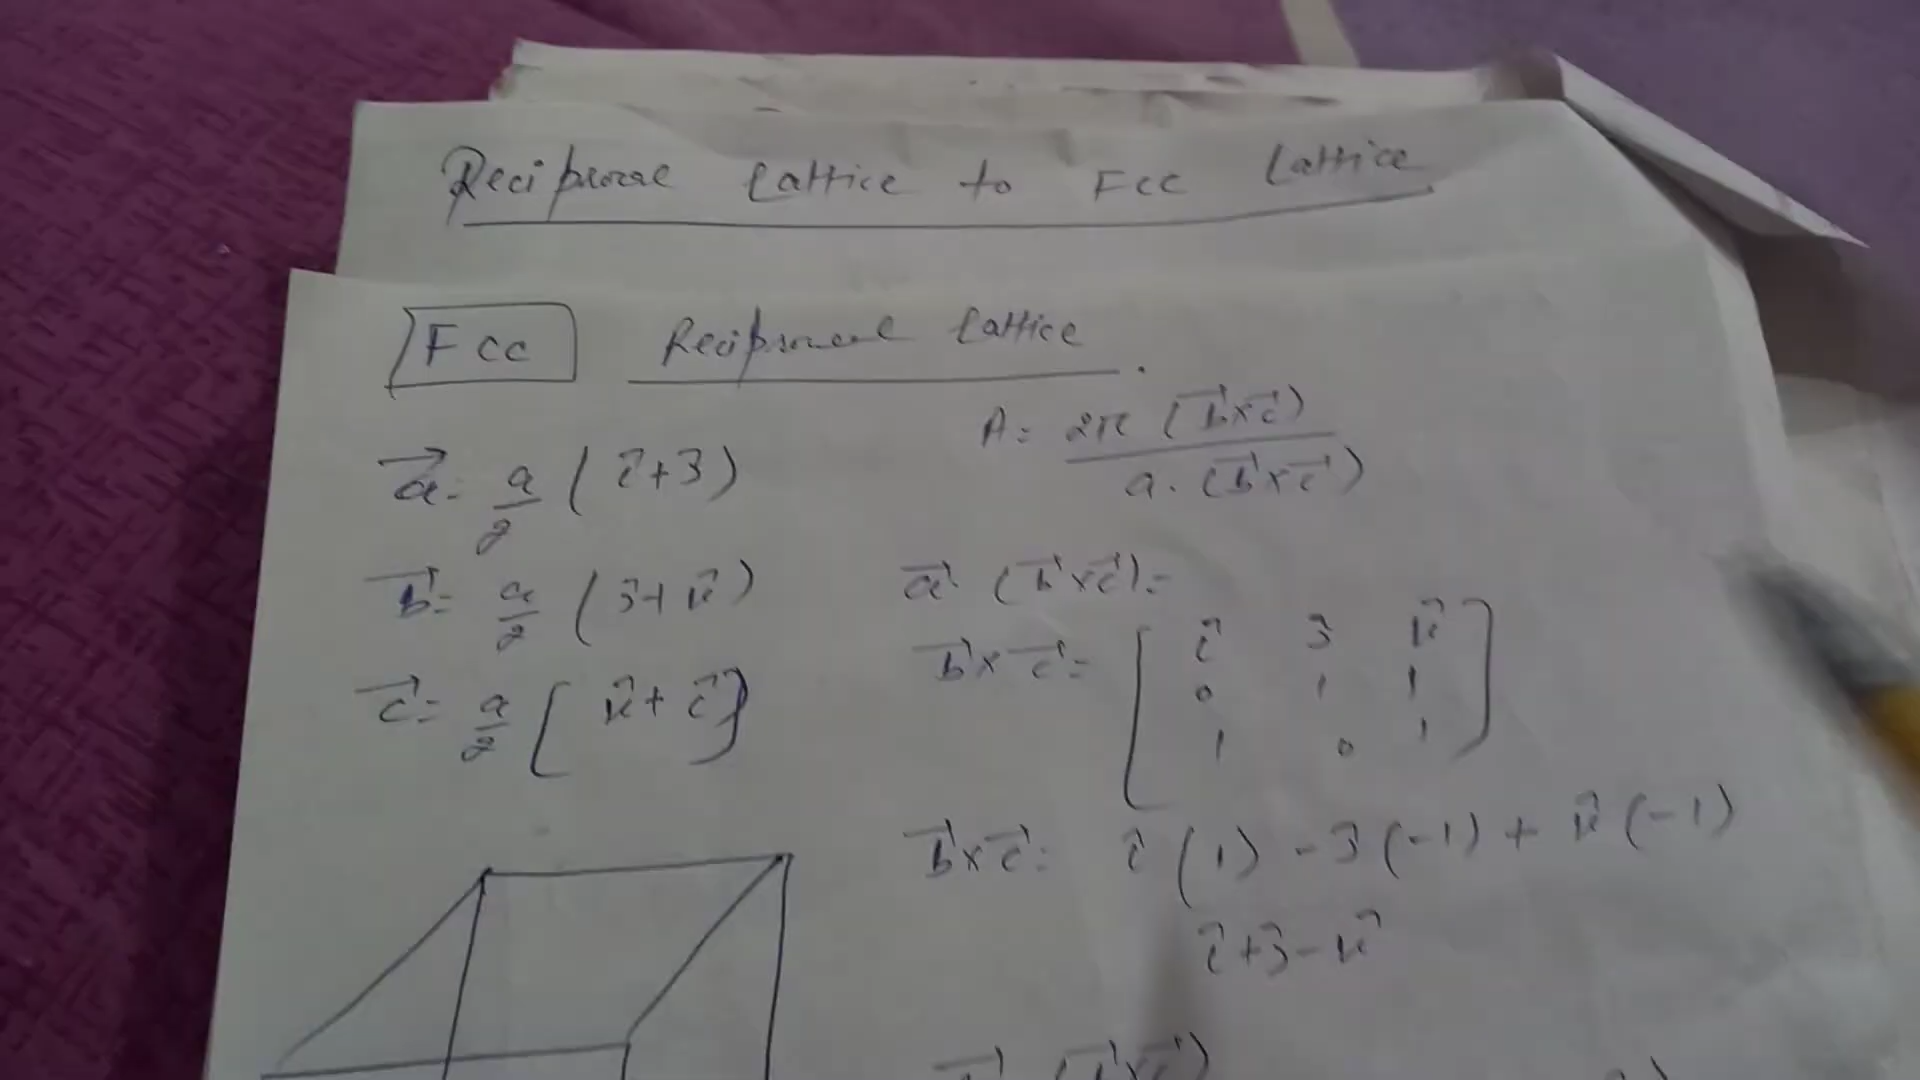 Reciprocal lattice to Fcc Lattice
Fcc Reciprocal lattice.
a⃗ = a/2 ( i⃗ + j⃗ )
b⃗ = a/2 ( j⃗ + k⃗ )
c⃗ = a/2 [ k⃗ + i⃗ ]
A = 2π (b⃗ × c⃗) / a. (b⃗ × c⃗)
a⃗. (b⃗ × c⃗) =
b⃗ × c⃗ = [ i⃗ j⃗ k⃗
0 1 1
1 0 1 ]
b⃗ × c⃗ = i⃗ (1) - j⃗ (-1) + k⃗ (-1)
i⃗ + j⃗ - k⃗